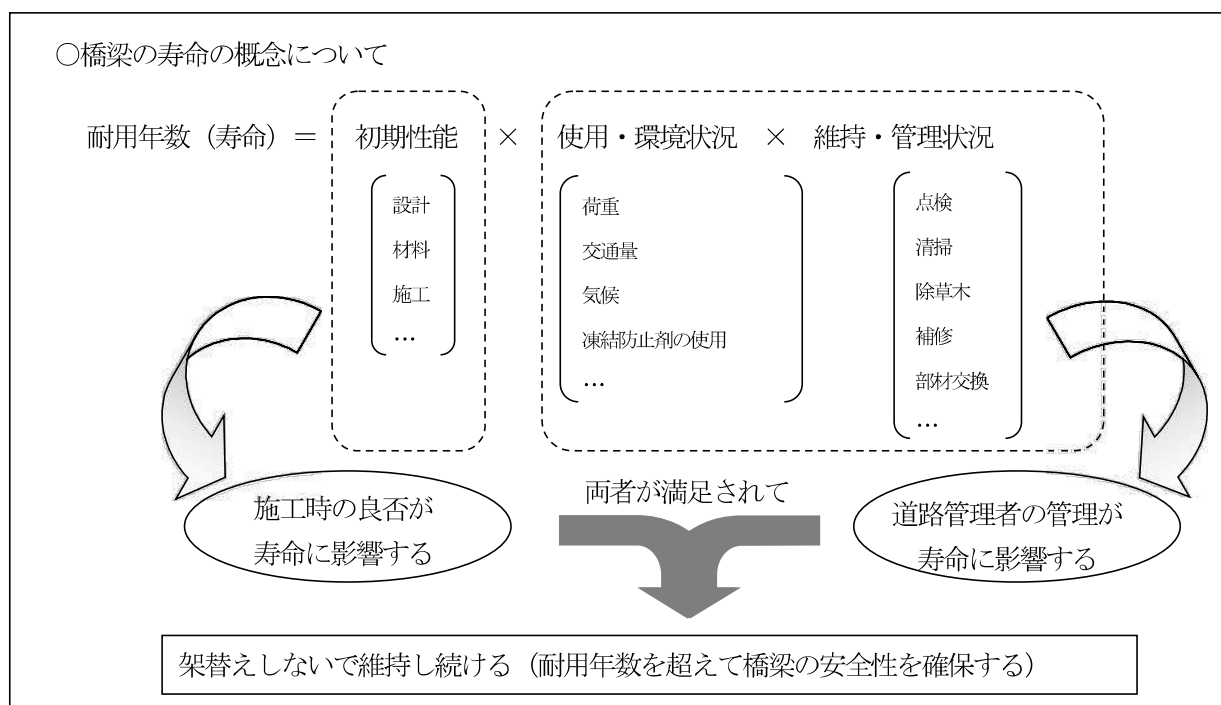 ○橋梁の寿命の概念について
耐用年数（寿命）＝ 初期性能 × 使用・環境状況 × 維持・管理状況
設計
材料
施工
…
荷重
交通量
気候
凍結防止剤の使用
…
点検
清掃
除草木
補修
部材交換
…
施工時の良否が
寿命に影響する
両者が満足されて
道路管理者の管理が
寿命に影響する
架替えしないで維持し続ける（耐用年数を超えて橋梁の安全性を確保する）